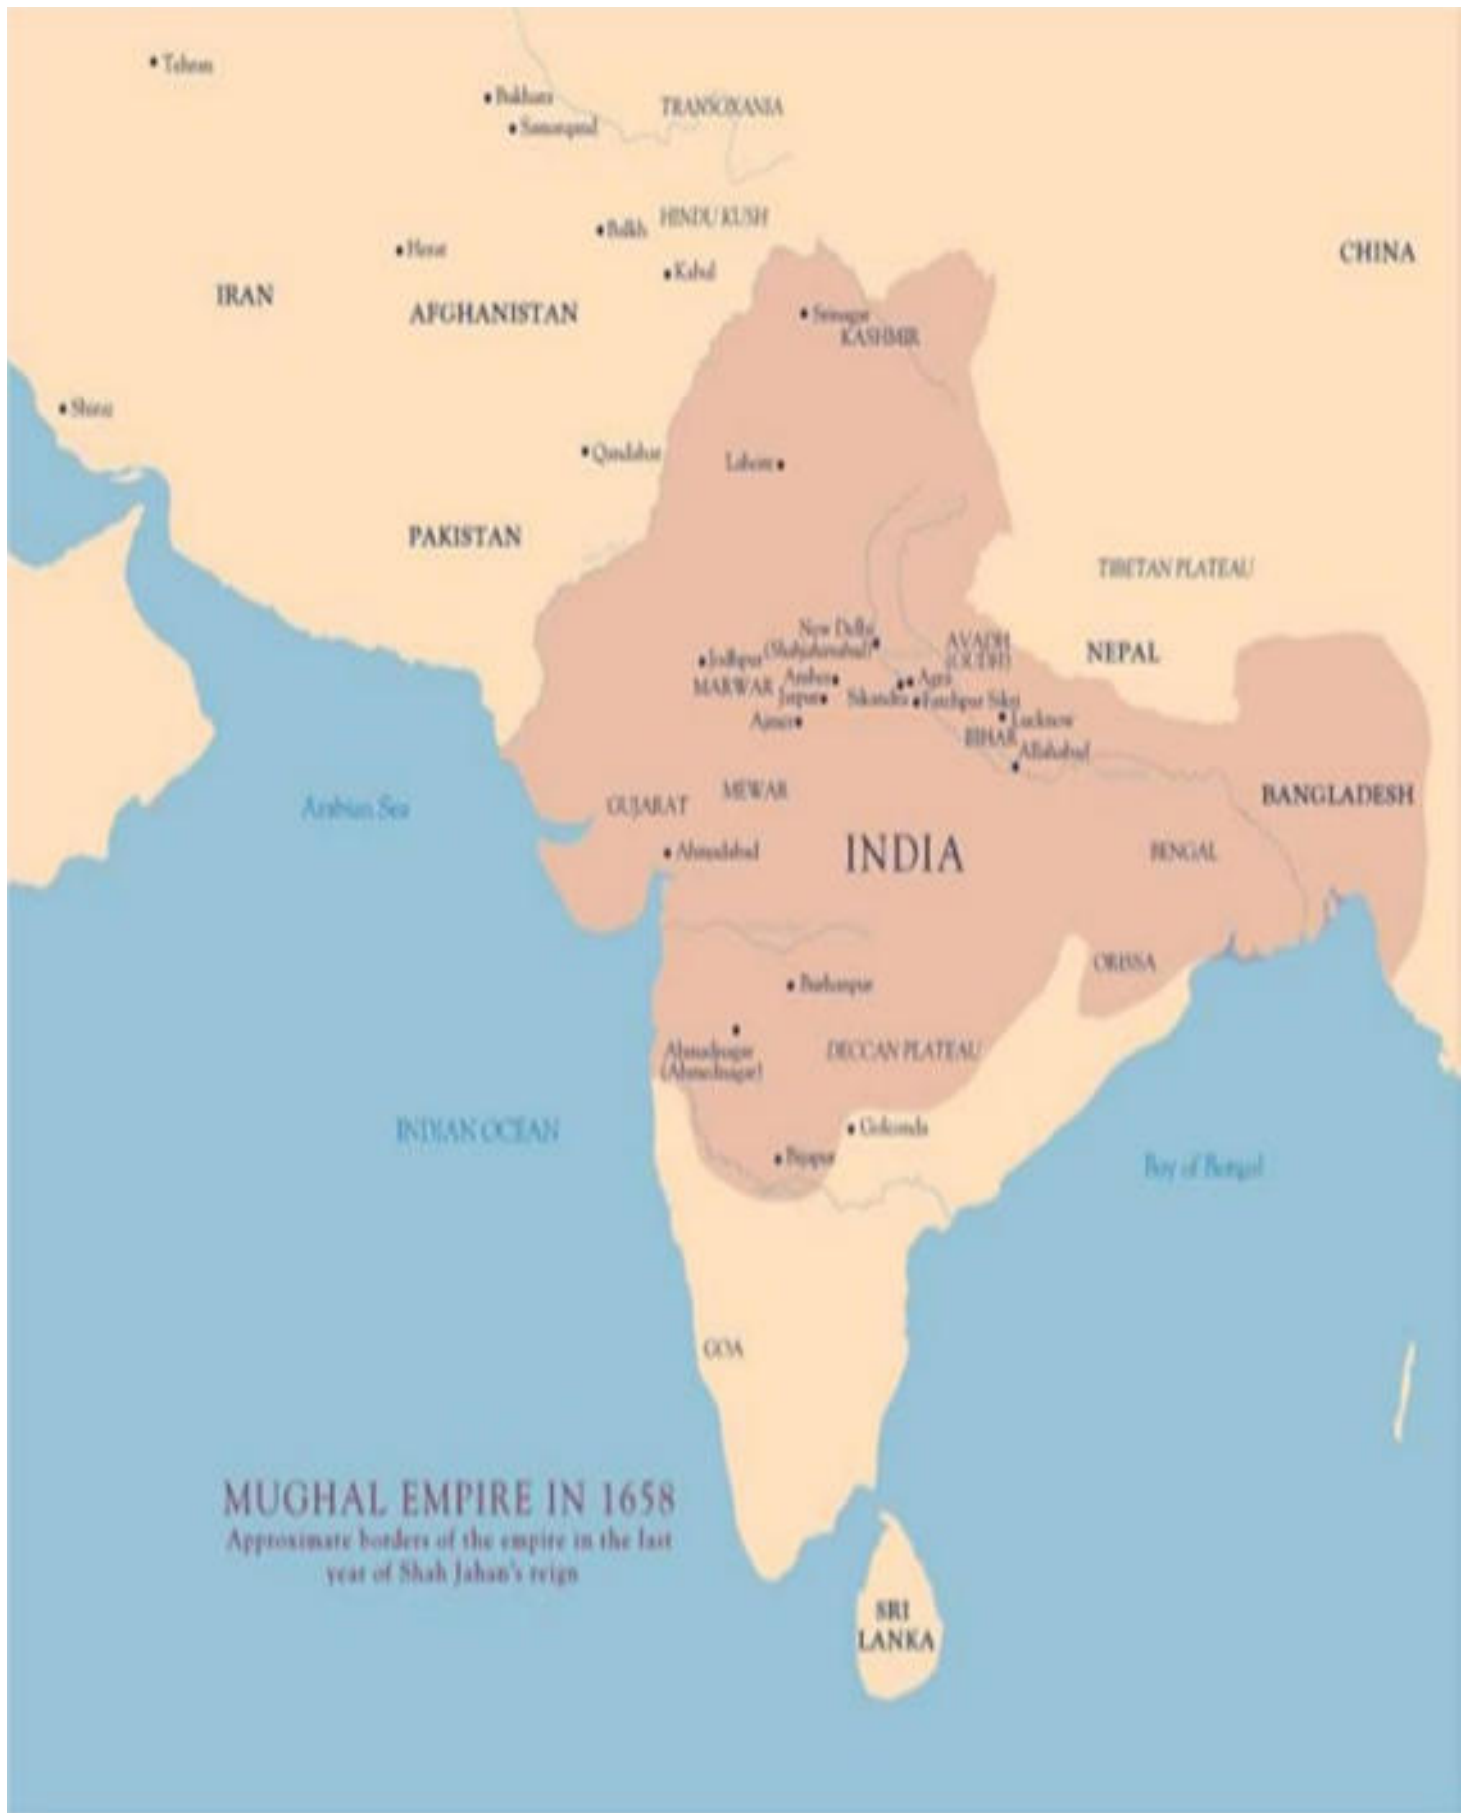 Tehran
Bukhara
TRANSOXANIA
Samarqand
HINDU KUSH
Balkh
Herat
CHINA
Kabul
IRAN
AFGHANISTAN
Srinagar
KASHMIR
Shiraz
Qandahar
Lahore
PAKISTAN
TIBETAN PLATEAU
New Delhi
(Shahjahanabad)
AVADH
(OUDH)
NEPAL
Jodhpur
MARWAR
Amber
Agra
Jaipur
Sikandra
Fatehpur Sikri
Ajmer
Lucknow
BIHAR
Allahabad
MEWAR
BANGLADESH
GUJARAT
Arabian Sea
Ahmadabad
INDIA
BENGAL
ORISSA
Burhanpur
Ahmadnagar
(Ahmednagar)
DECCAN PLATEAU
INDIAN OCEAN
Golconda
Bijapur
Bay of Bengal
GOA
MUGHAL EMPIRE IN 1658
Approximate borders of the empire in the last
year of Shah Jahan's reign
SRI
LANKA